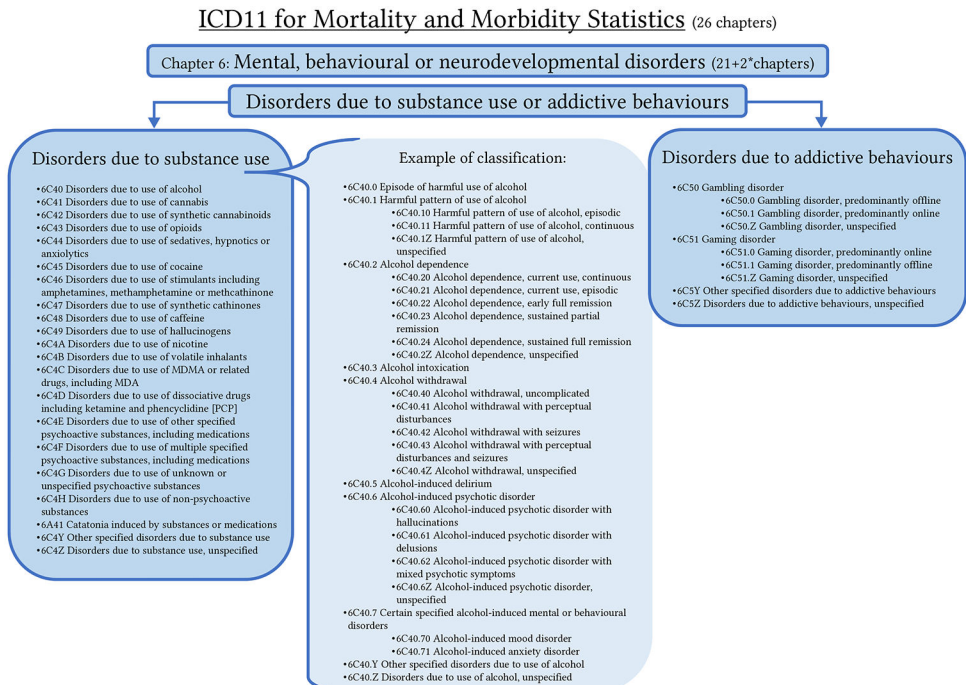 ICD11 for Mortality and Morbidity Statistics (26 chapters)
Chapter 6: Mental, behavioural or neurodevelopmental disorders (21+2*chapters)
Disorders due to substance use or addictive behaviours
Disorders due to substance use
•6C40 Disorders due to use of alcohol
•6C41 Disorders due to use of cannabis
•6C42 Disorders due to use of synthetic cannabinoids
•6C43 Disorders due to use of opioids
•6C44 Disorders due to use of sedatives, hypnotics or
anxiolytics
•6C45 Disorders due to use of cocaine
•6C46 Disorders due to use of stimulants including
amphetamines, methamphetamine or methcathinone
•6C47 Disorders due to use of synthetic cathinones
•6C48 Disorders due to use of caffeine
•6C49 Disorders due to use of hallucinogens
•6C4A Disorders due to use of nicotine
•6C4B Disorders due to use of volatile inhalants
•6C4C Disorders due to use of MDMA or related
drugs, including MDA
•6C4D Disorders due to use of dissociative drugs
including ketamine and phencyclidine [PCP]
•6C4E Disorders due to use of other specified
psychoactive substances, including medications
•6C4F Disorders due to use of multiple specified
psychoactive substances, including medications
•6C4G Disorders due to use of unknown or
unspecified psychoactive substances
•6C4H Disorders due to use of non-psychoactive
substances
•6A41 Catatonia induced by substances or medications
•6C4Y Other specified disorders due to substance use
•6C4Z Disorders due to substance use, unspecified
Example of classification:
•6C40.0 Episode of harmful use of alcohol
•6C40.1 Harmful pattern of use of alcohol
•6C40.10 Harmful pattern of use of alcohol, episodic
•6C40.11 Harmful pattern of use of alcohol, continuous
•6C40.1Z Harmful pattern of use of alcohol,
unspecified
•6C40.2 Alcohol dependence
•6C40.20 Alcohol dependence, current use, continuous
•6C40.21 Alcohol dependence, current use, episodic
•6C40.22 Alcohol dependence, early full remission
•6C40.23 Alcohol dependence, sustained partial
remission
•6C40.24 Alcohol dependence, sustained full remission
•6C40.2Z Alcohol dependence, unspecified
•6C40.3 Alcohol intoxication
•6C40.4 Alcohol withdrawal
•6C40.40 Alcohol withdrawal, uncomplicated
•6C40.41 Alcohol withdrawal with perceptual
disturbances
•6C40.42 Alcohol withdrawal with seizures
•6C40.43 Alcohol withdrawal with perceptual
disturbances and seizures
•6C40.4Z Alcohol withdrawal, unspecified
•6C40.5 Alcohol-induced delirium
•6C40.6 Alcohol-induced psychotic disorder
•6C40.60 Alcohol-induced psychotic disorder with
hallucinations
•6C40.61 Alcohol-induced psychotic disorder with
delusions
•6C40.62 Alcohol-induced psychotic disorder with
mixed psychotic symptoms
•6C40.6Z Alcohol-induced psychotic disorder,
unspecified
•6C40.7 Certain specified alcohol-induced mental or behavioural
disorders
•6C40.70 Alcohol-induced mood disorder
•6C40.71 Alcohol-induced anxiety disorder
•6C40.Y Other specified disorders due to use of alcohol
•6C40.Z Disorders due to use of alcohol, unspecified
Disorders due to addictive behaviours
•6C50 Gambling disorder
•6C50.0 Gambling disorder, predominantly offline
•6C50.1 Gambling disorder, predominantly online
•6C50.Z Gambling disorder, unspecified
•6C51 Gaming disorder
•6C51.0 Gaming disorder, predominantly online
•6C51.1 Gaming disorder, predominantly offline
•6C51.Z Gaming disorder, unspecified
•6C5Y Other specified disorders due to addictive behaviours
•6C5Z Disorders due to addictive behaviours, unspecified